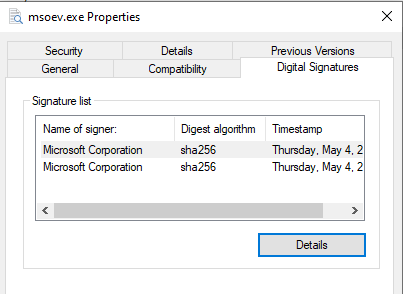 msoev.exe Properties
Security Details Previous Versions
General Compatibility Digital Signatures
Signature list
Name of signer: Digest algorithm Timestamp
Microsoft Corporation sha256 Thursday, May 4, 2
Microsoft Corporation sha256 Thursday, May 4, 2
Details